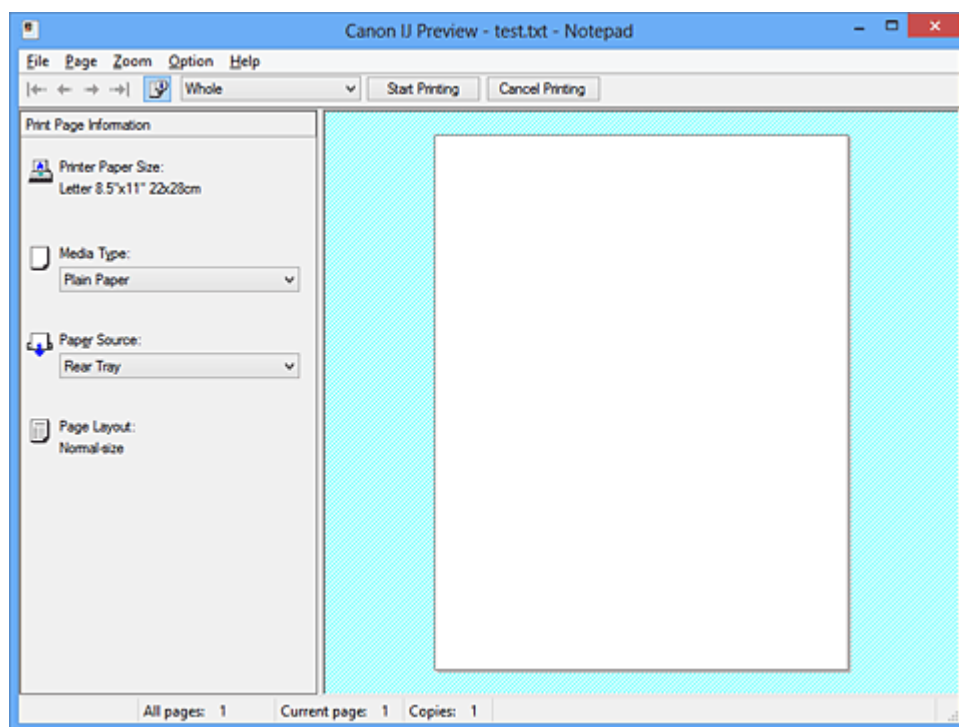 Canon IJ Preview - test.txt - Notepad
File Page Zoom Option Help
Whole Start Printing Cancel Printing
Print Page Information
Printer Paper Size:
Letter 8.5"x11" 22x28cm
Media Type:
Plain Paper
Paper Source:
Rear Tray
Page Layout:
Normal-size
All pages: 1 Current page: 1 Copies: 1